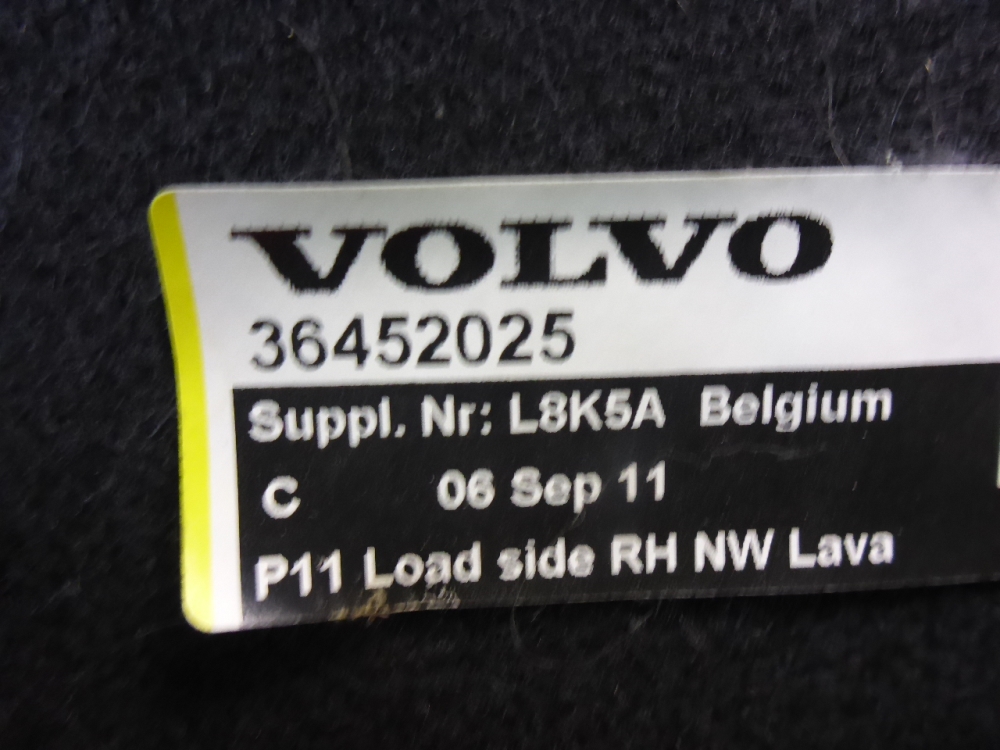 VOLVO
36452025
Suppl. Nr: L8K5A Belgium
C 06 Sep 11
P11 Load side RH NW Lava